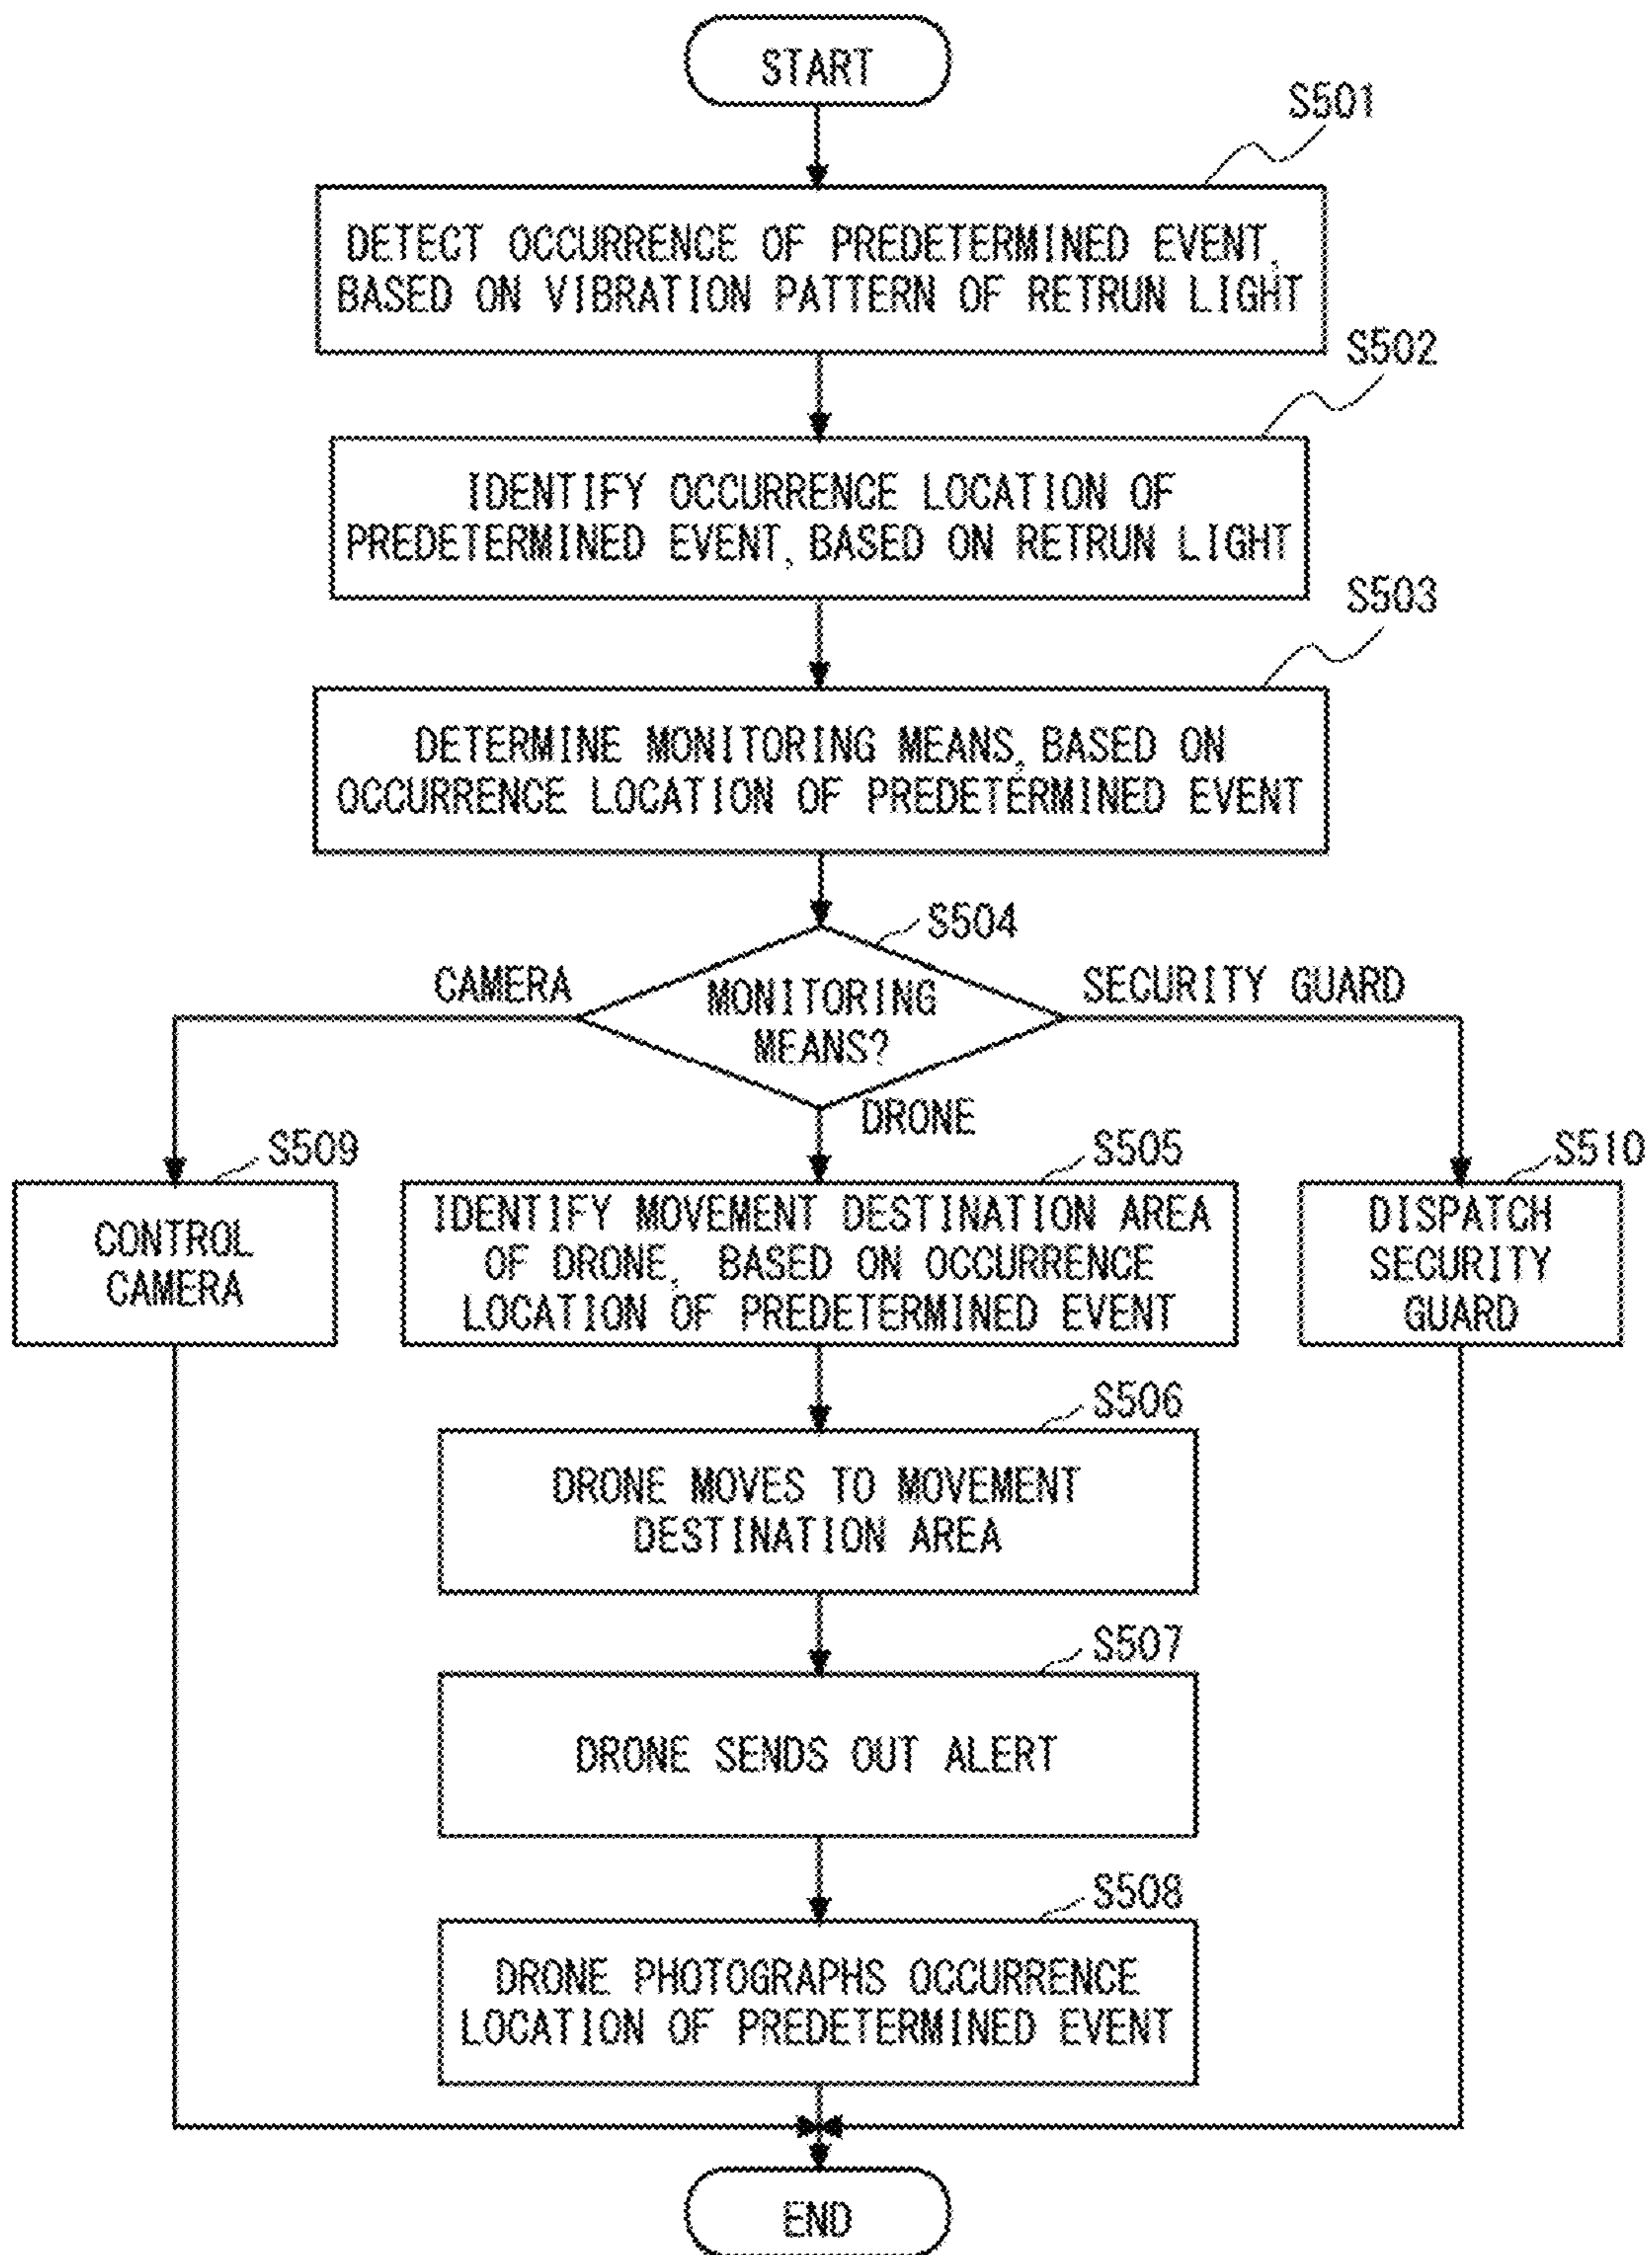 START
S501
DETECT OCCURRENCE OF PREDETERMINED EVENT,
BASED ON VIBRATION PATTERN OF RETRUN LIGHT
S502
IDENTIFY OCCURRENCE LOCATION OF
PREDETERMINED EVENT, BASED ON RETRUN LIGHT
S503
DETERMINE MONITORING MEANS, BASED ON
OCCURRENCE LOCATION OF PREDETERMINED EVENT
S504
MONITORING
MEANS?
CAMERA
SECURITY GUARD
DRONE
S509
CONTROL
CAMERA
S505
IDENTIFY MOVEMENT DESTINATION AREA
OF DRONE, BASED ON OCCURRENCE
LOCATION OF PREDETERMINED EVENT
S510
DISPATCH
SECURITY
GUARD
S506
DRONE MOVES TO MOVEMENT
DESTINATION AREA
S507
DRONE SENDS OUT ALERT
S508
DRONE PHOTOGRAPHS OCCURRENCE
LOCATION OF PREDETERMINED EVENT
END